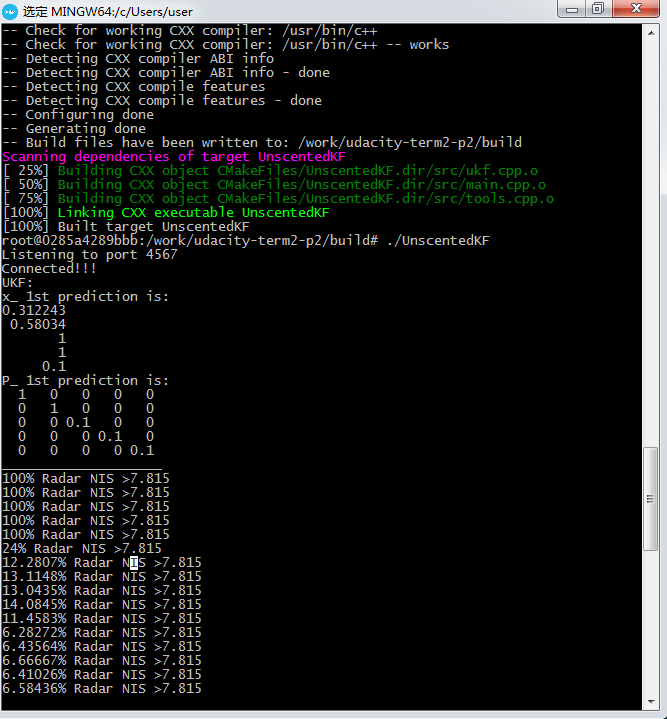 选定 MINGW64:/c/Users/user
-- Check for working CXX compiler: /usr/bin/c++
-- Check for working CXX compiler: /usr/bin/c++ -- works
-- Detecting CXX compiler ABI info
-- Detecting CXX compiler ABI info - done
-- Detecting CXX compile features
-- Detecting CXX compile features - done
-- Configuring done
-- Generating done
-- Build files have been written to: /work/udacity-term2-p2/build
Scanning dependencies of target UnscentedKF
[ 25%] Building CXX object CMakeFiles/UnscentedKF.dir/src/ukf.cpp.o
[ 50%] Building CXX object CMakeFiles/UnscentedKF.dir/src/main.cpp.o
[ 75%] Building CXX object CMakeFiles/UnscentedKF.dir/src/tools.cpp.o
[100%] Linking CXX executable UnscentedKF
[100%] Built target UnscentedKF
root@0285a4289bbb:/work/udacity-term2-p2/build# ./UnscentedKF
Listening to port 4567
Connected!!!
UKF:
x_ 1st prediction is:
0.312243
 0.58034
       1
       1
     0.1
P_ 1st prediction is:
  1   0   0   0   0
  0   1   0   0   0
  0   0 0.1   0   0
  0   0   0 0.1   0
  0   0   0   0 0.1
____________________
100% Radar NIS >7.815
100% Radar NIS >7.815
100% Radar NIS >7.815
100% Radar NIS >7.815
100% Radar NIS >7.815
24% Radar NIS >7.815
12.2807% Radar NIS >7.815
13.1148% Radar NIS >7.815
13.0435% Radar NIS >7.815
14.0845% Radar NIS >7.815
11.4583% Radar NIS >7.815
6.28272% Radar NIS >7.815
6.43564% Radar NIS >7.815
6.66667% Radar NIS >7.815
6.41026% Radar NIS >7.815
6.58436% Radar NIS >7.815